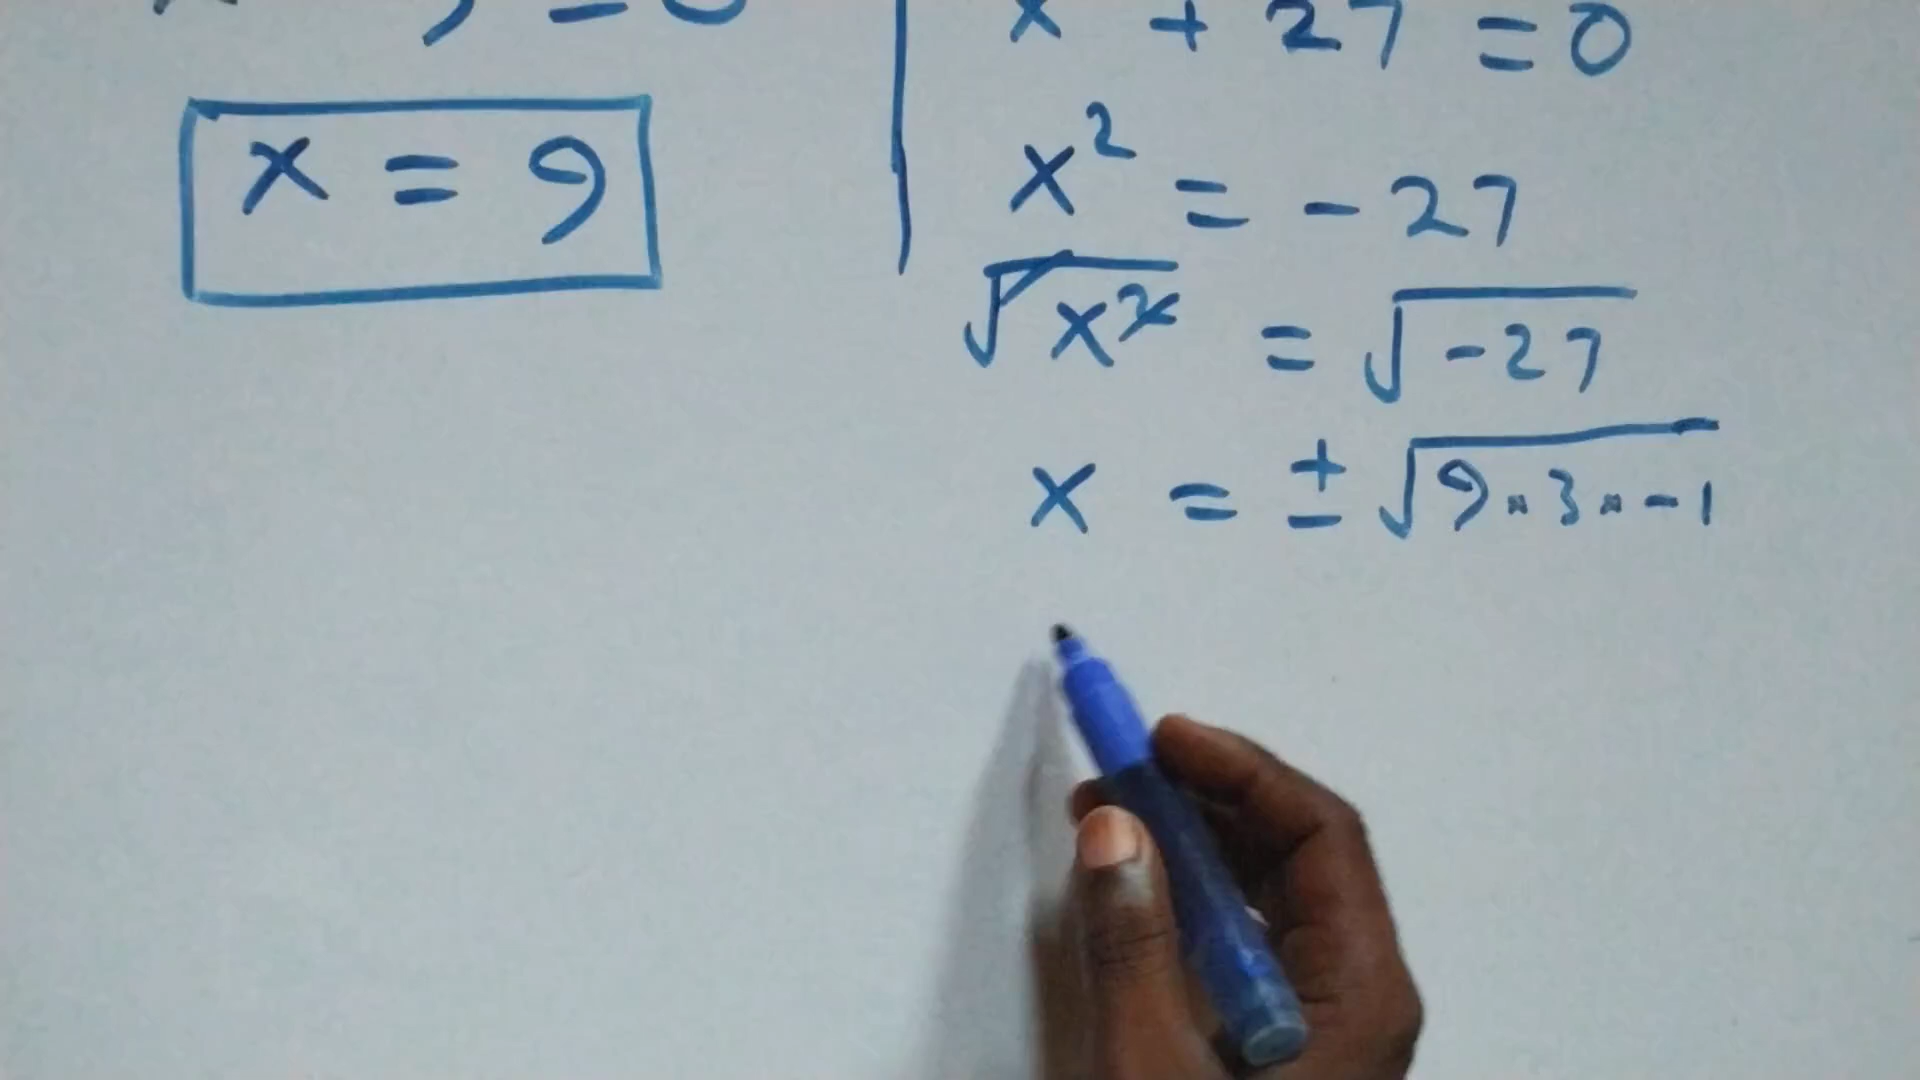 x = 9
x + 27 = 0
x² = -27
√x² = √-27
x = ± √9×3×-1